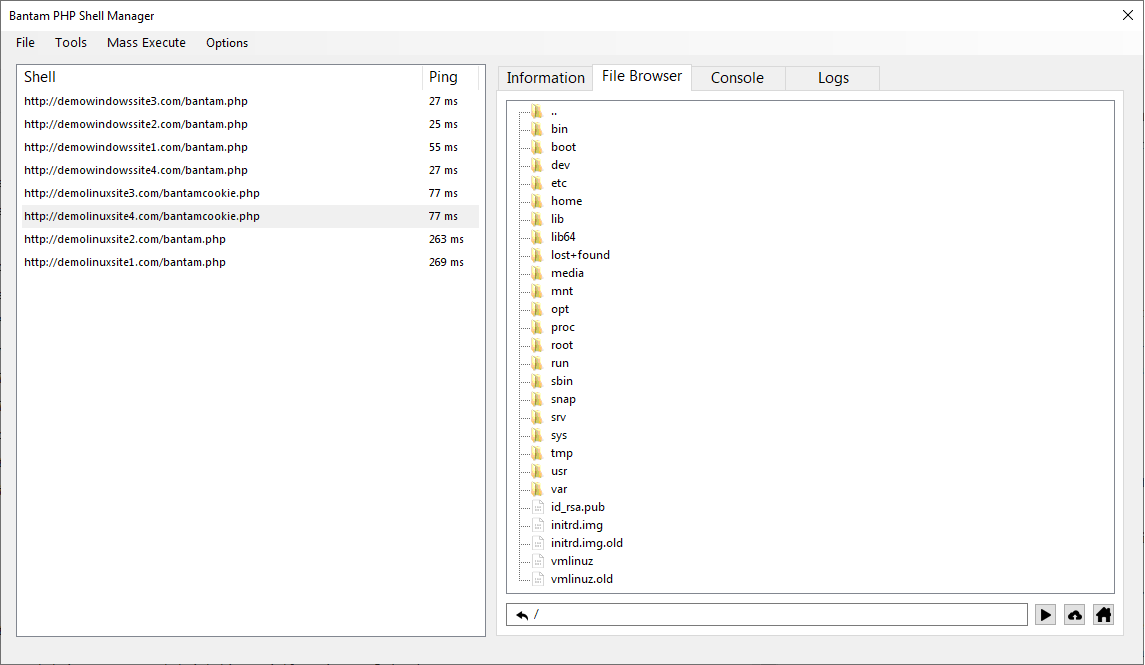 Bantam PHP Shell Manager
File Tools Mass Execute Options
Shell Ping
http://demowindowssite3.com/bantam.php 27 ms
http://demowindowssite2.com/bantam.php 25 ms
http://demowindowssite1.com/bantam.php 55 ms
http://demowindowssite4.com/bantam.php 27 ms
http://demolinuxsite3.com/bantamcookie.php 77 ms
http://demolinuxsite4.com/bantamcookie.php 77 ms
http://demolinuxsite2.com/bantam.php 263 ms
http://demolinuxsite1.com/bantam.php 269 ms
Information File Browser Console Logs
..
bin
boot
dev
etc
home
lib
lib64
lost+found
media
mnt
opt
proc
root
run
sbin
snap
srv
sys
tmp
usr
var
id_rsa.pub
initrd.img
initrd.img.old
vmlinuz
vmlinuz.old
/